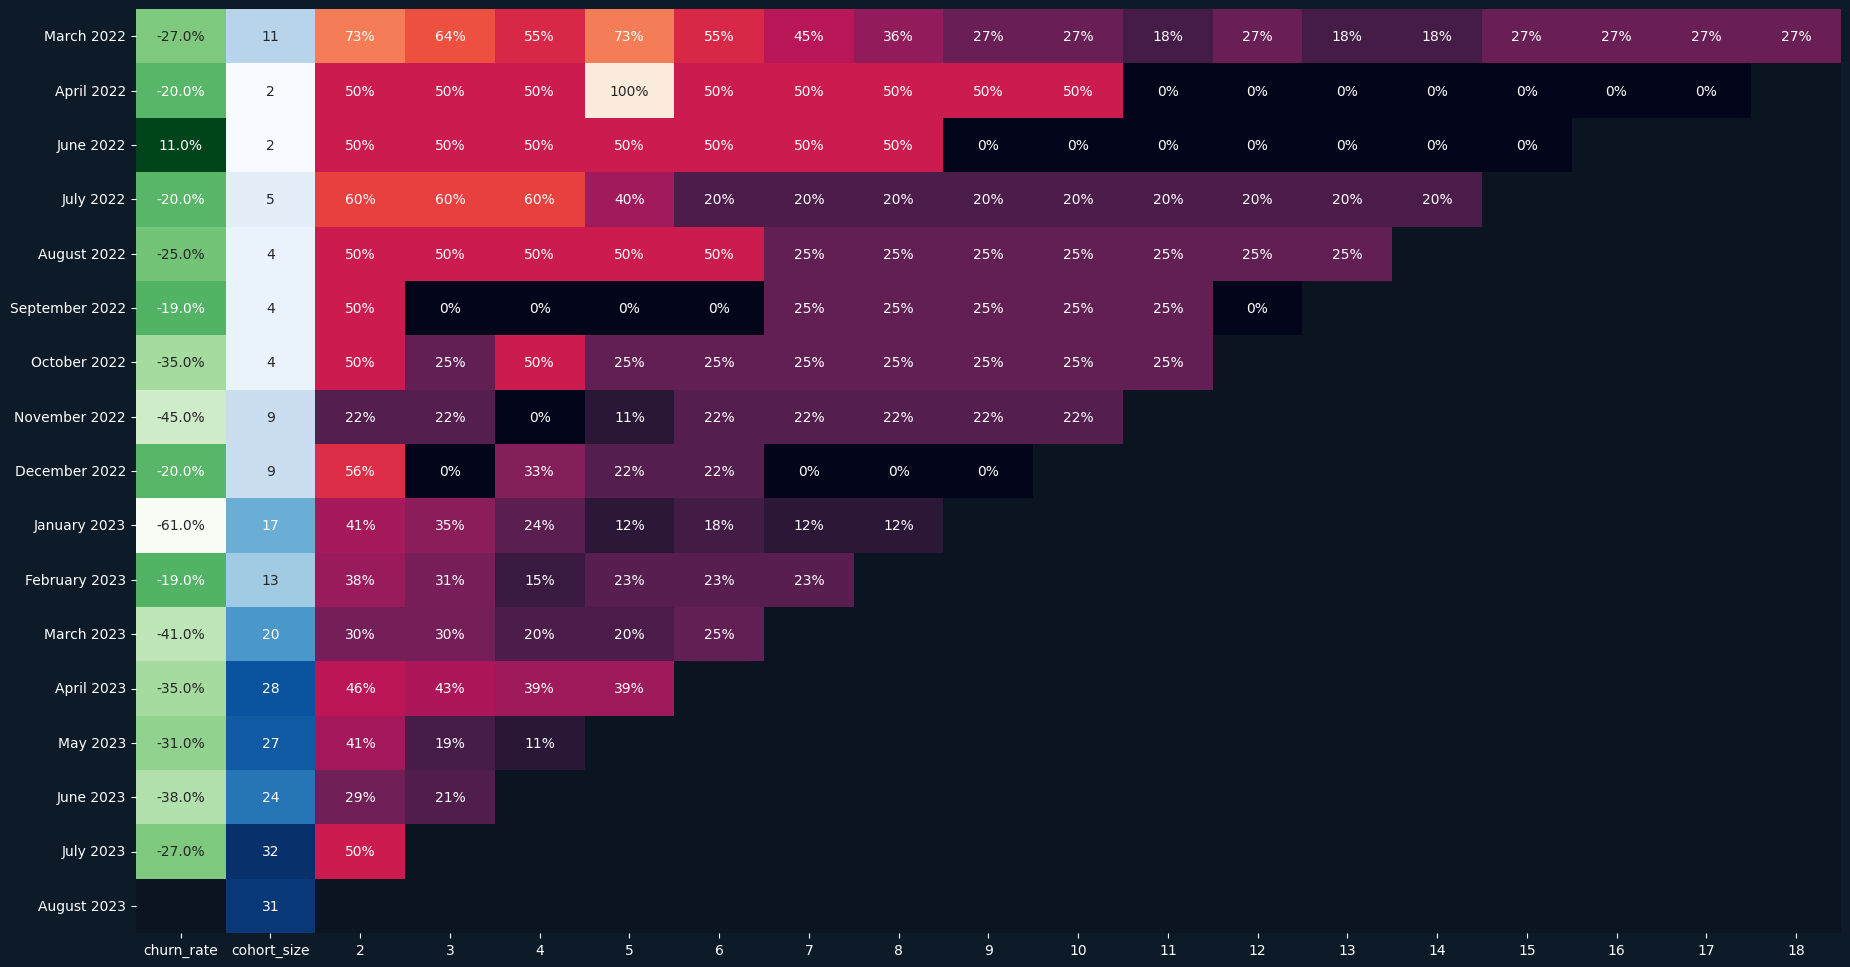 March 2022 -27.0% 11 73% 64% 55% 73% 55% 45% 36% 27% 27% 18% 27% 18% 18% 27% 27% 27% 27%
April 2022 -20.0% 2 50% 50% 50% 100% 50% 50% 50% 50% 50% 0% 0% 0% 0% 0% 0% 0%
June 2022 11.0% 2 50% 50% 50% 50% 50% 50% 50% 0% 0% 0% 0% 0% 0% 0%
July 2022 -20.0% 5 60% 60% 60% 40% 20% 20% 20% 20% 20% 20% 20% 20% 20%
August 2022 -25.0% 4 50% 50% 50% 50% 50% 25% 25% 25% 25% 25% 25% 25%
September 2022 -19.0% 4 50% 0% 0% 0% 0% 25% 25% 25% 25% 25% 0%
October 2022 -35.0% 4 50% 25% 50% 25% 25% 25% 25% 25% 25% 25%
November 2022 -45.0% 9 22% 22% 0% 11% 22% 22% 22% 22% 22%
December 2022 -20.0% 9 56% 0% 33% 22% 22% 0% 0% 0%
January 2023 -61.0% 17 41% 35% 24% 12% 18% 12% 12%
February 2023 -19.0% 13 38% 31% 15% 23% 23% 23%
March 2023 -41.0% 20 30% 30% 20% 20% 25%
April 2023 -35.0% 28 46% 43% 39% 39%
May 2023 -31.0% 27 41% 19% 11%
June 2023 -38.0% 24 29% 21%
July 2023 -27.0% 32 50%
August 2023 31
churn_rate cohort_size 2 3 4 5 6 7 8 9 10 11 12 13 14 15 16 17 18